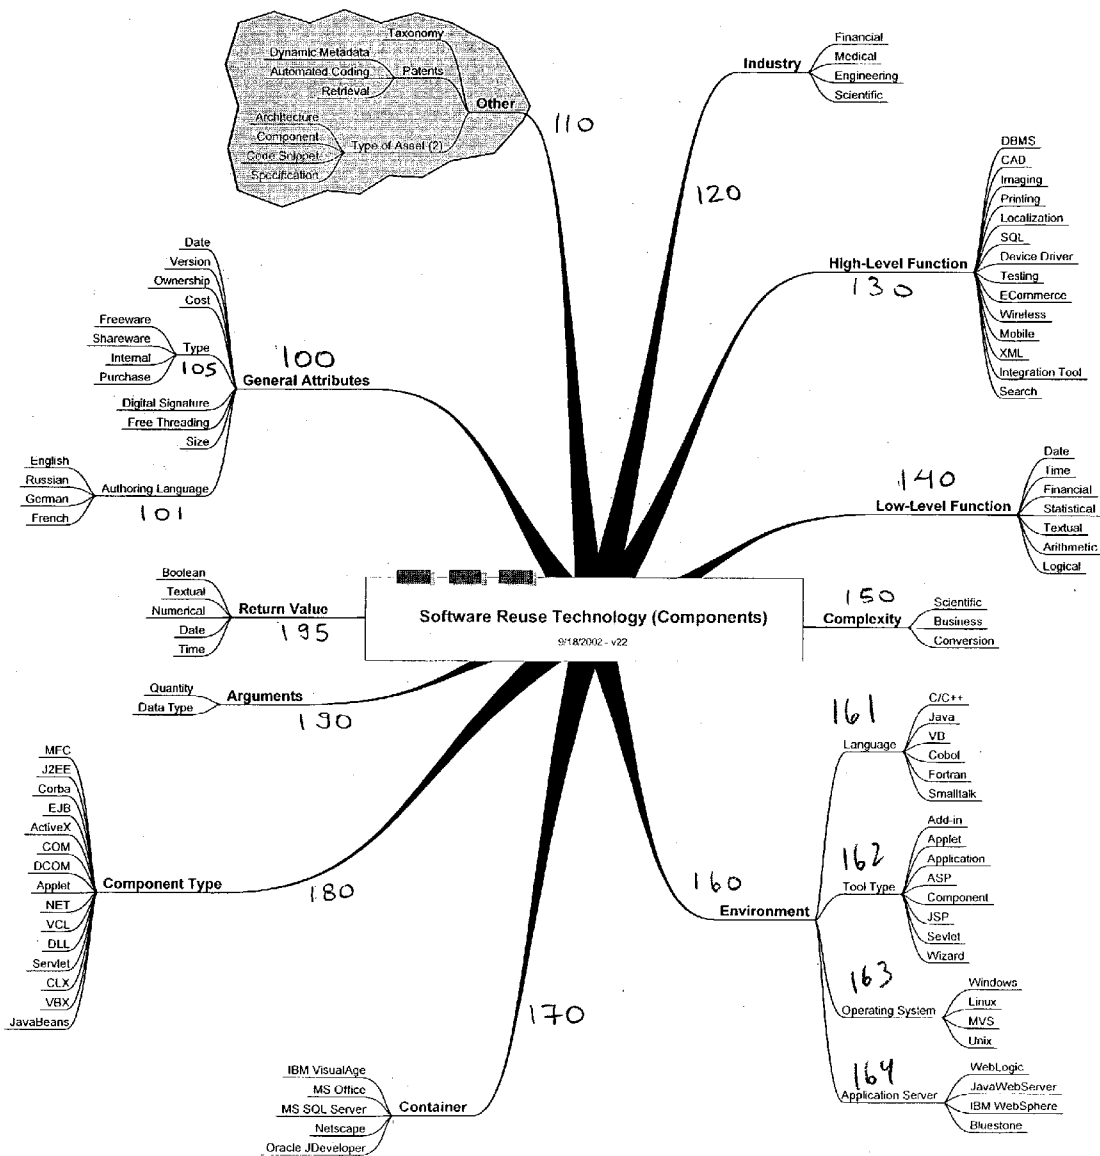 Taxonomy
Dynamic Metadata
Automated Coding
Retrieval
Patents
Other
Architecture
Component
Code Snippet
Specification
Type of Asset (2)
110
Industry
Financial
Medical
Engineering
Scientific
120
High-Level Function
130
DBMS
CAD
Imaging
Printing
Localization
SQL
Device Driver
Testing
ECommerce
Wireless
Mobile
XML
Integration Tool
Search
Date
Version
Ownership
Cost
Freeware
Shareware
Internal
Purchase
Type
105
100
General Attributes
Digital Signature
Free Threading
Size
English
Russian
German
French
Authoring Language
101
140
Low-Level Function
Date
Time
Financial
Statistical
Textual
Arithmetic
Logical
Boolean
Textual
Numerical
Date
Time
Return Value
195
Software Reuse Technology (Components)
9/18/2002 - v22
150
Complexity
Scientific
Business
Conversion
Quantity
Data Type
Arguments
190
MFC
J2EE
Corba
EJB
ActiveX
COM
DCOM
Applet
NET
VCL
DLL
Servlet
CLX
VBX
JavaBeans
Component Type
180
160
Environment
161
Language
C/C++
Java
VB
Cobol
Fortran
Smalltalk
162
Tool Type
Add-in
Applet
Application
ASP
Component
JSP
Sevlet
Wizard
163
Operating System
Windows
Linux
MVS
Unix
164
Application Server
WebLogic
JavaWebServer
IBM WebSphere
Bluestone
170
IBM VisualAge
MS Office
MS SQL Server
Netscape
Oracle JDeveloper
Container